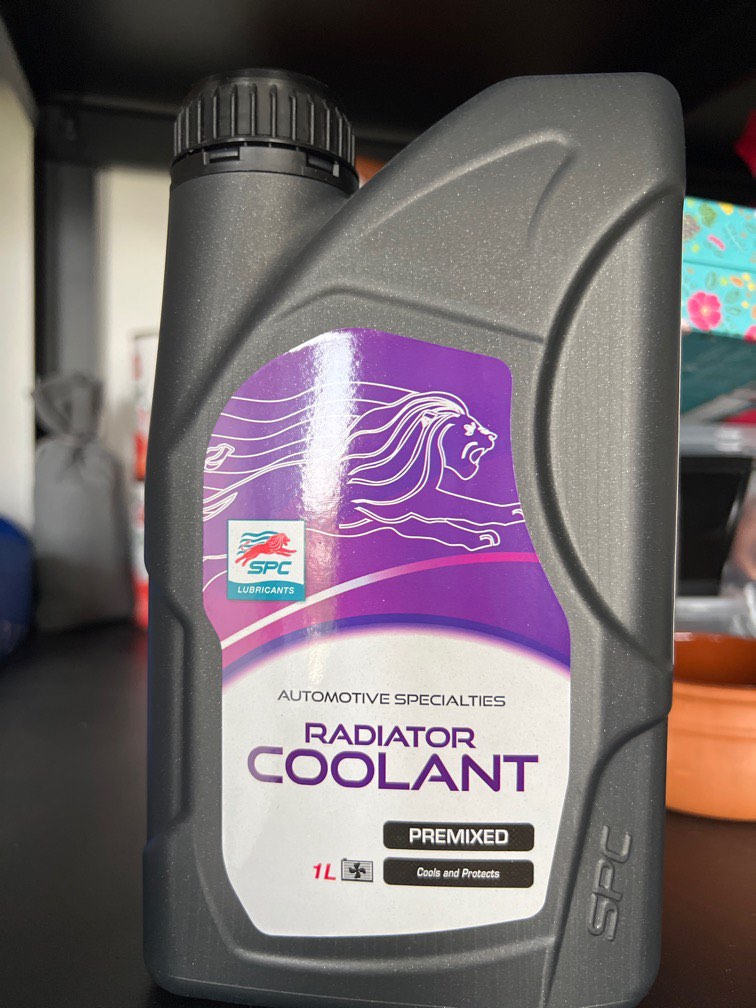 SPC
LUBRICANTS
AUTOMOTIVE SPECIALTIES
RADIATOR
COOLANT
PREMIXED
1L
Cools and Protects
SPC